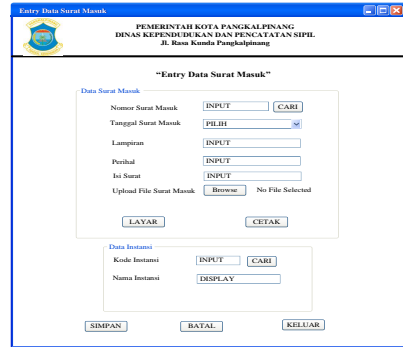 Entry Data Surat Masuk
PEMERINTAH KOTA PANGKALPINANG
DINAS KEPENDUDUKAN DAN PENCATATAN SIPIL
Jl. Rasa Kunda Pangkalpinang
“Entry Data Surat Masuk”
Data Surat Masuk
Nomor Surat Masuk INPUT CARI
Tanggal Surat Masuk PILIH
Lampiran INPUT
Perihal INPUT
Isi Surat INPUT
Upload File Surat Masuk Browse No File Selected
LAYAR CETAK
Data Instansi
Kode Instansi INPUT CARI
Nama Instansi DISPLAY
SIMPAN BATAL KELUAR